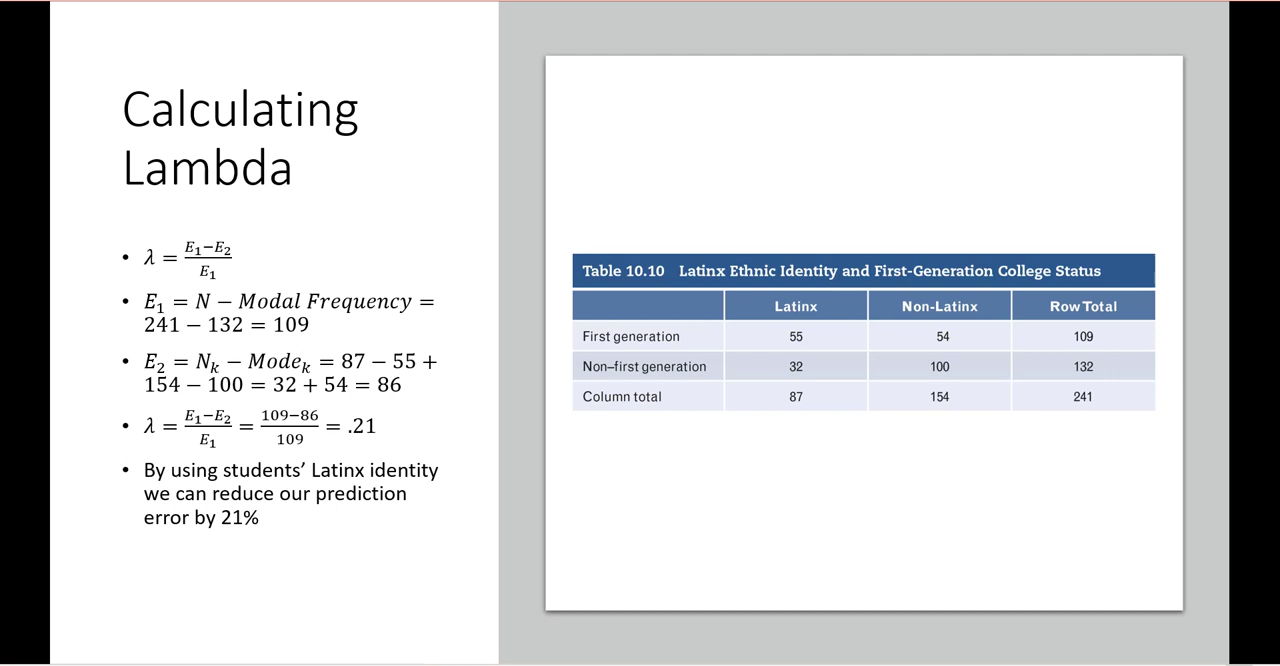 Calculating
Lambda
• λ = (E₁−E₂)/E₁
• E₁ = N − Modal Frequency =
241 − 132 = 109
• E₂ = Nₖ − Modeₖ = 87 − 55 +
154 − 100 = 32 + 54 = 86
• λ = (E₁−E₂)/E₁ = (109−86)/109 = .21
• By using students’ Latinx identity
we can reduce our prediction
error by 21%
Table 10.10 Latinx Ethnic Identity and First-Generation College Status
Latinx Non-Latinx Row Total
First generation 55 54 109
Non–first generation 32 100 132
Column total 87 154 241